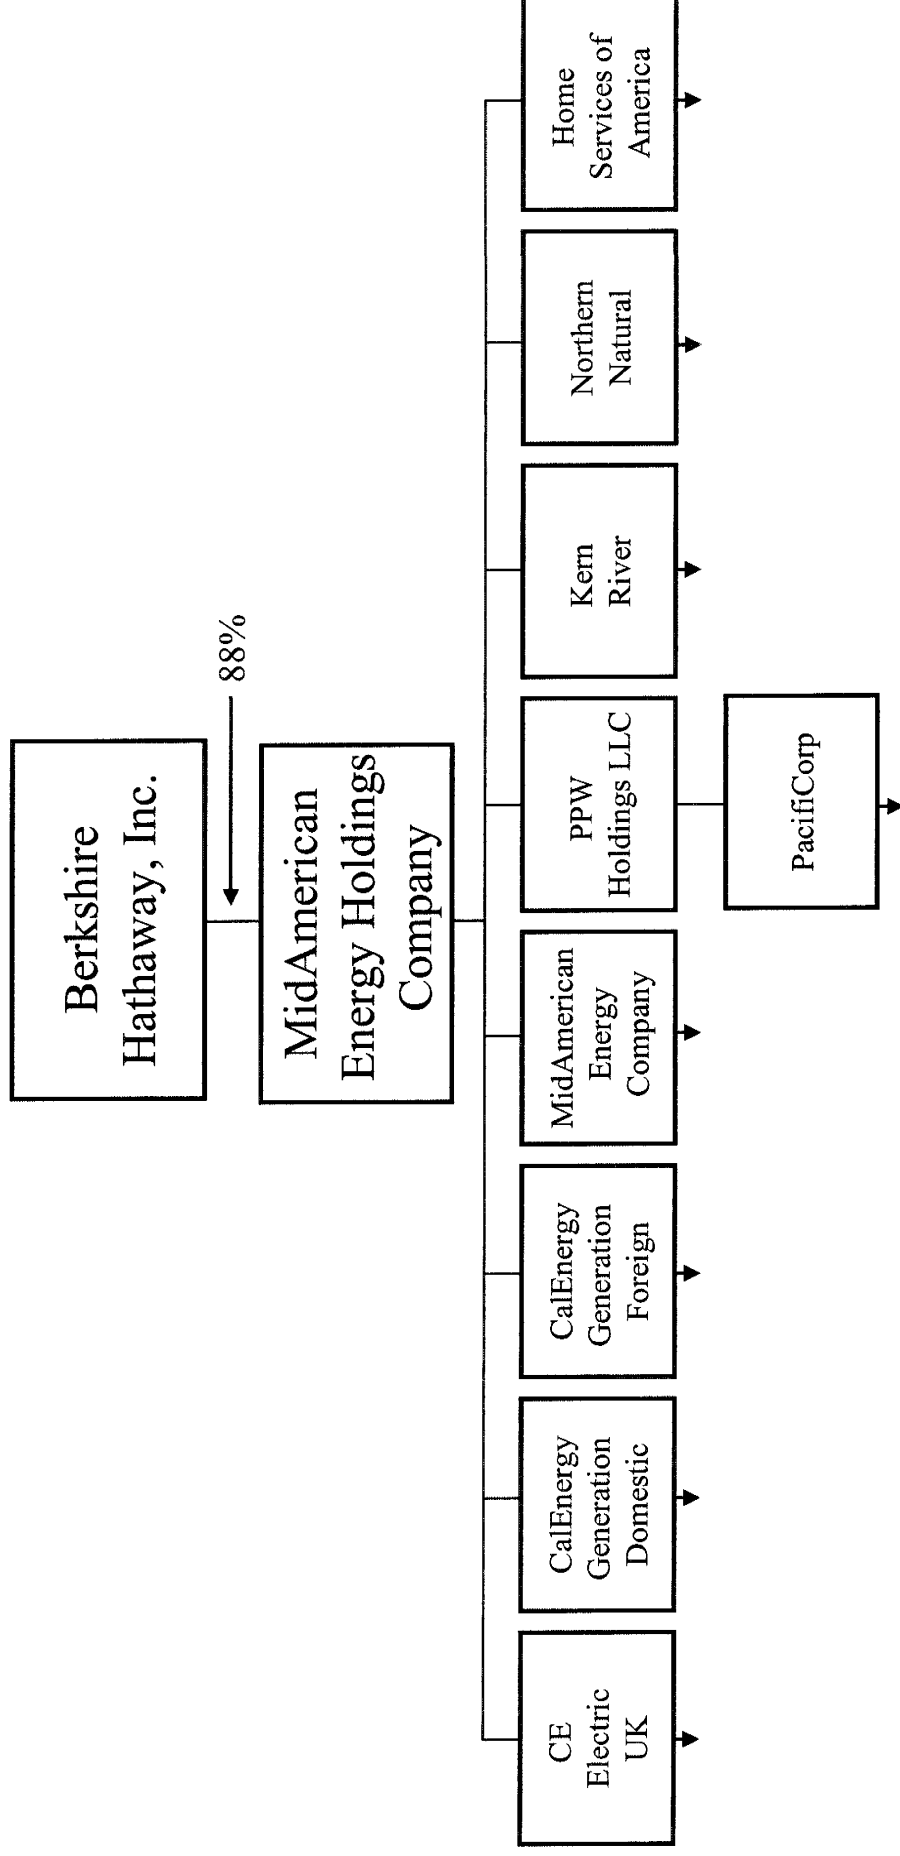 Berkshire
Hathaway, Inc.
88%
MidAmerican
Energy Holdings
Company
CE
Electric
UK
CalEnergy
Generation
Domestic
CalEnergy
Generation
Foreign
MidAmerican
Energy
Company
PPW
Holdings LLC
Kern
River
Northern
Natural
Home
Services of
America
PacifiCorp